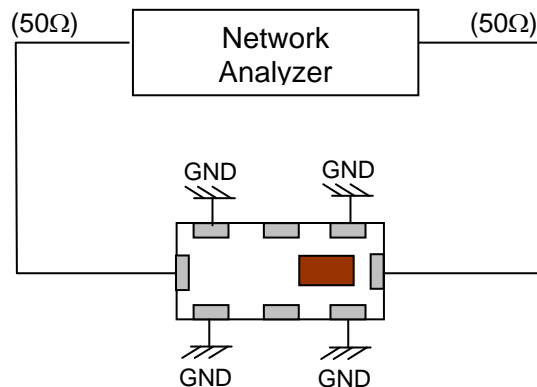 (50Ω)
Network
Analyzer
(50Ω)
GND
GND
GND
GND